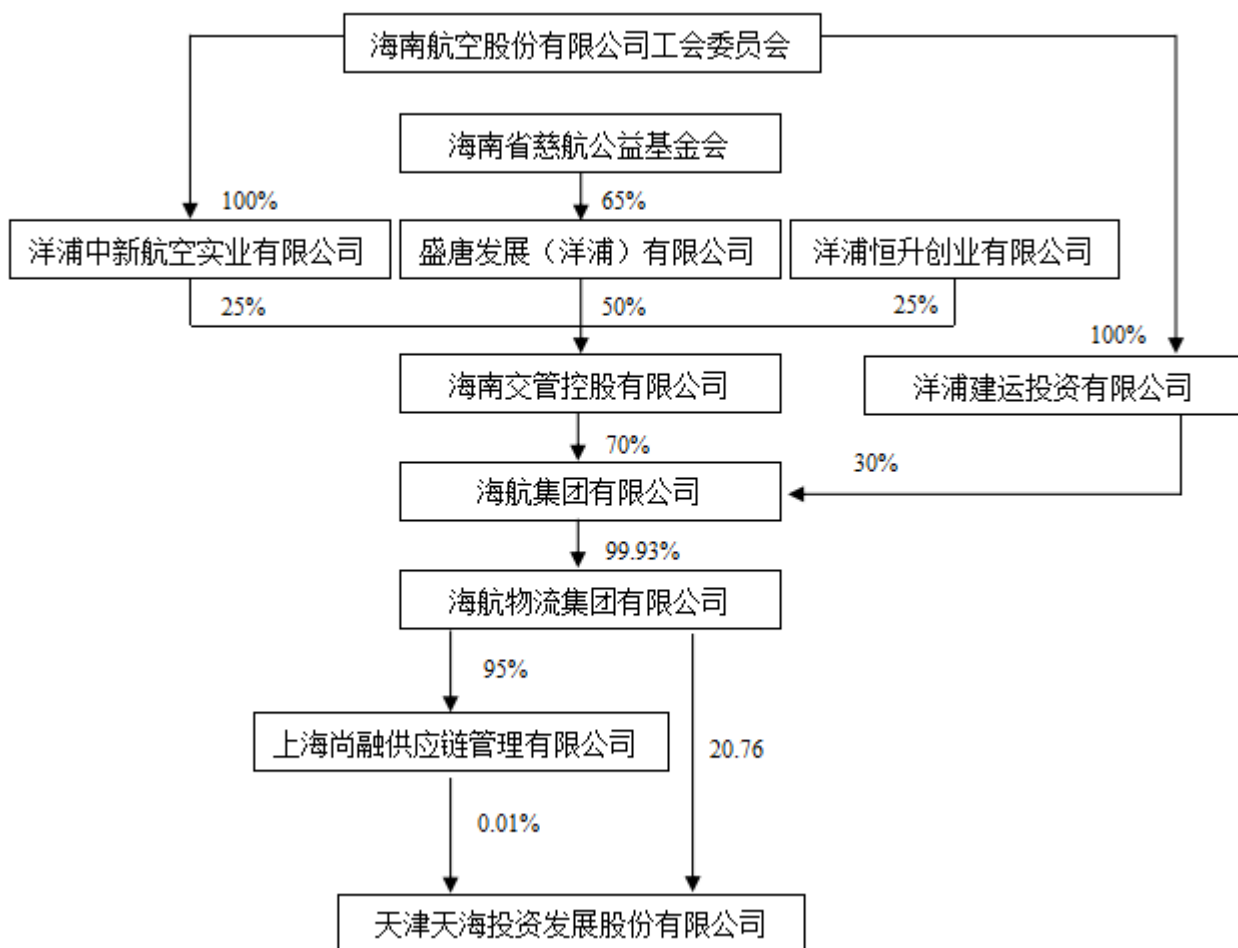 海南航空股份有限公司工会委员会
海南省慈航公益基金会
100%
65%
洋浦中新航空实业有限公司
盛唐发展（洋浦）有限公司
洋浦恒升创业有限公司
25%
50%
25%
100%
海南交管控股有限公司
洋浦建运投资有限公司
70%
30%
海航集团有限公司
99.93%
海航物流集团有限公司
95%
上海尚融供应链管理有限公司
20.76
0.01%
天津天海投资发展股份有限公司